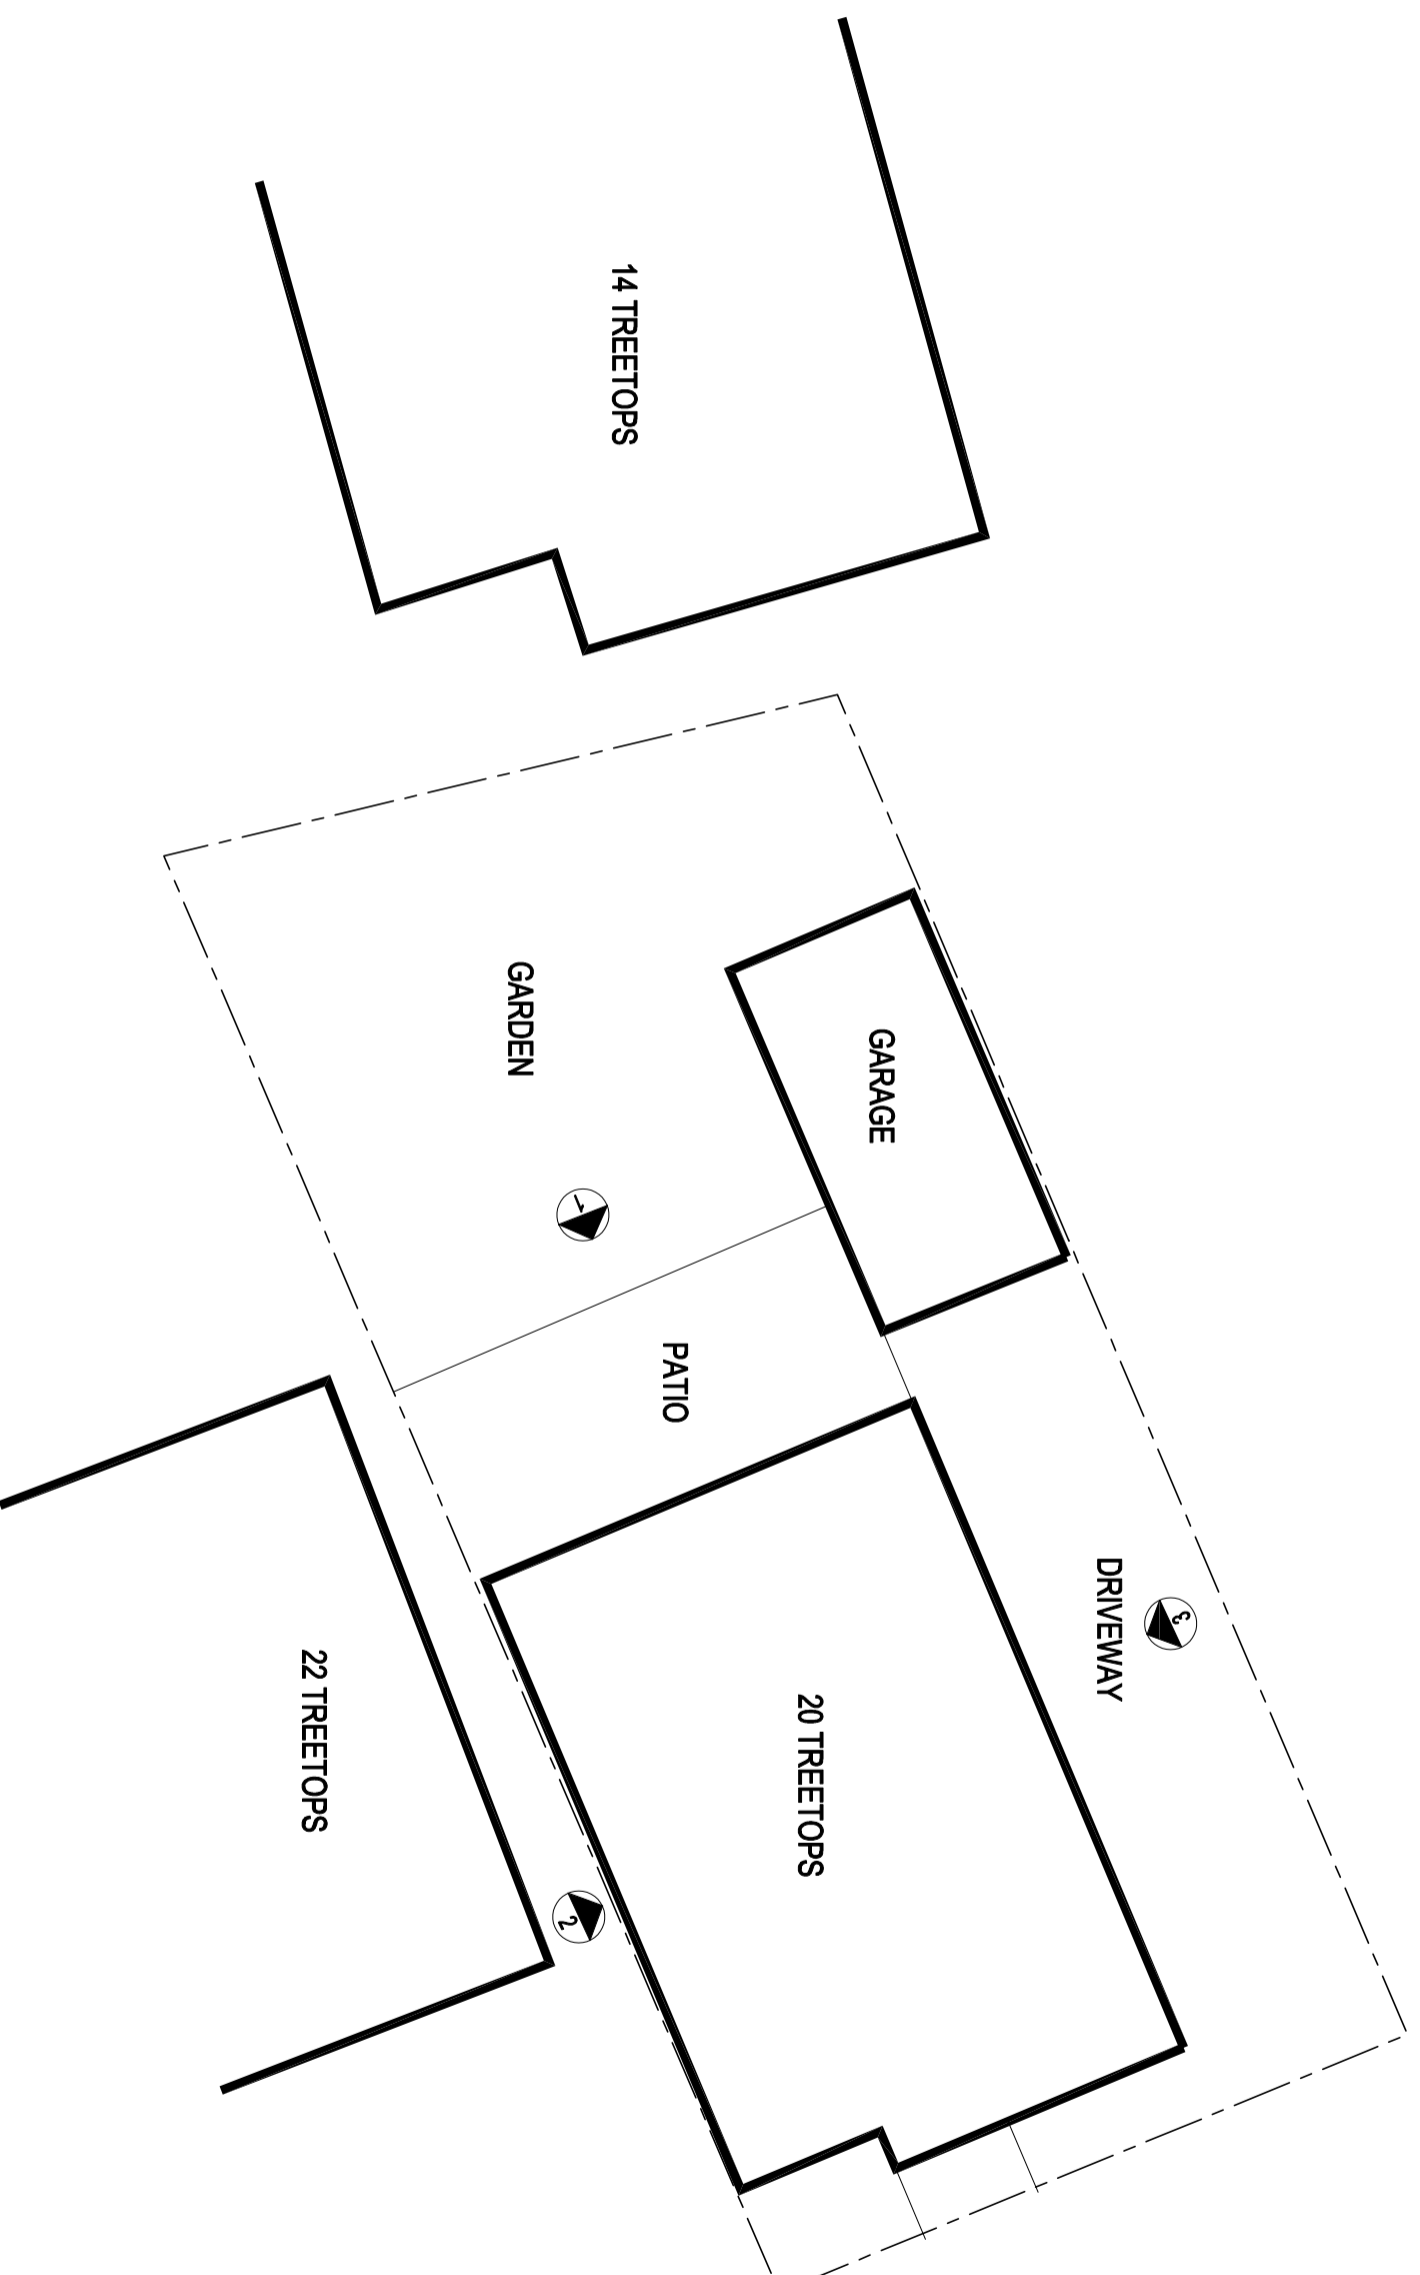 14 TREETOPS
GARDEN
GARAGE
1
PATIO
DRIVEWAY
3
20 TREETOPS
22 TREETOPS
2